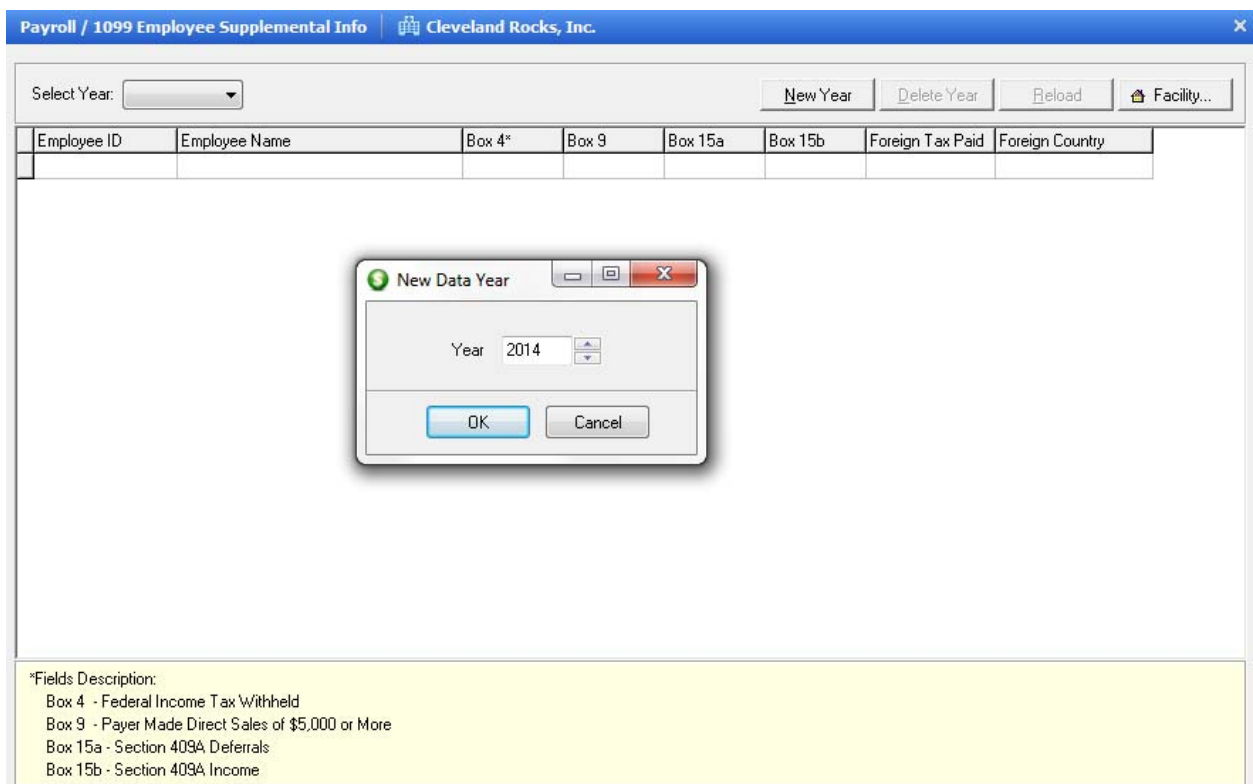 Payroll / 1099 Employee Supplemental Info Cleveland Rocks, Inc.
Select Year: New Year Delete Year Reload Facility...
Employee ID Employee Name Box 4* Box 9 Box 15a Box 15b Foreign Tax Paid Foreign Country
New Data Year
Year 2014
OK Cancel
*Fields Description:
Box 4 - Federal Income Tax Withheld
Box 9 - Payer Made Direct Sales of $5,000 or More
Box 15a - Section 409A Deferrals
Box 15b - Section 409A Income